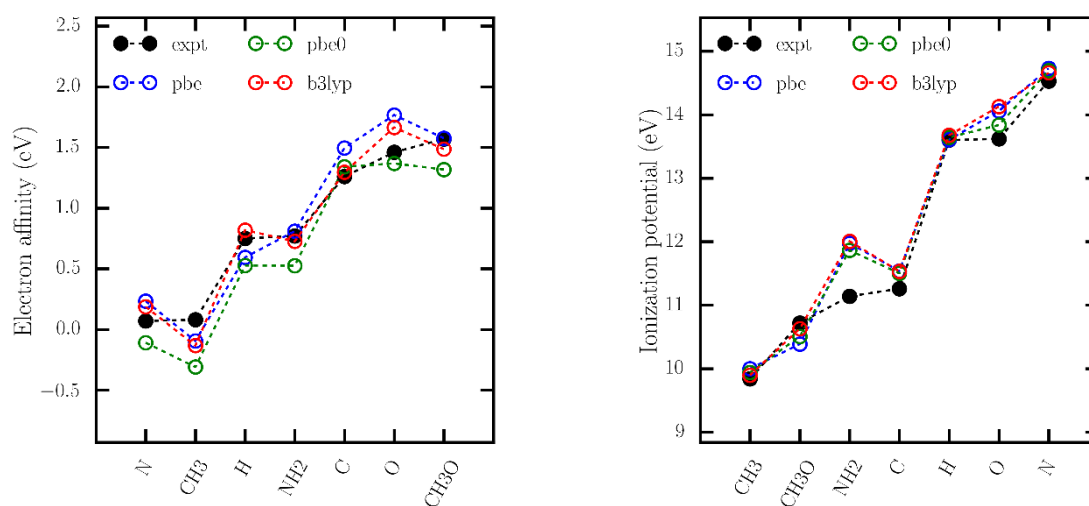 Electron affinity (eV)
2.5
2.0
1.5
1.0
0.5
0.0
−0.5
expt
pbe0
pbe
b3lyp
N
CH3
H
NH2
C
O
CH3O
Ionization potential (eV)
15
14
13
12
11
10
9
expt
pbe0
pbe
b3lyp
CH3
CH3O
NH2
C
H
O
N